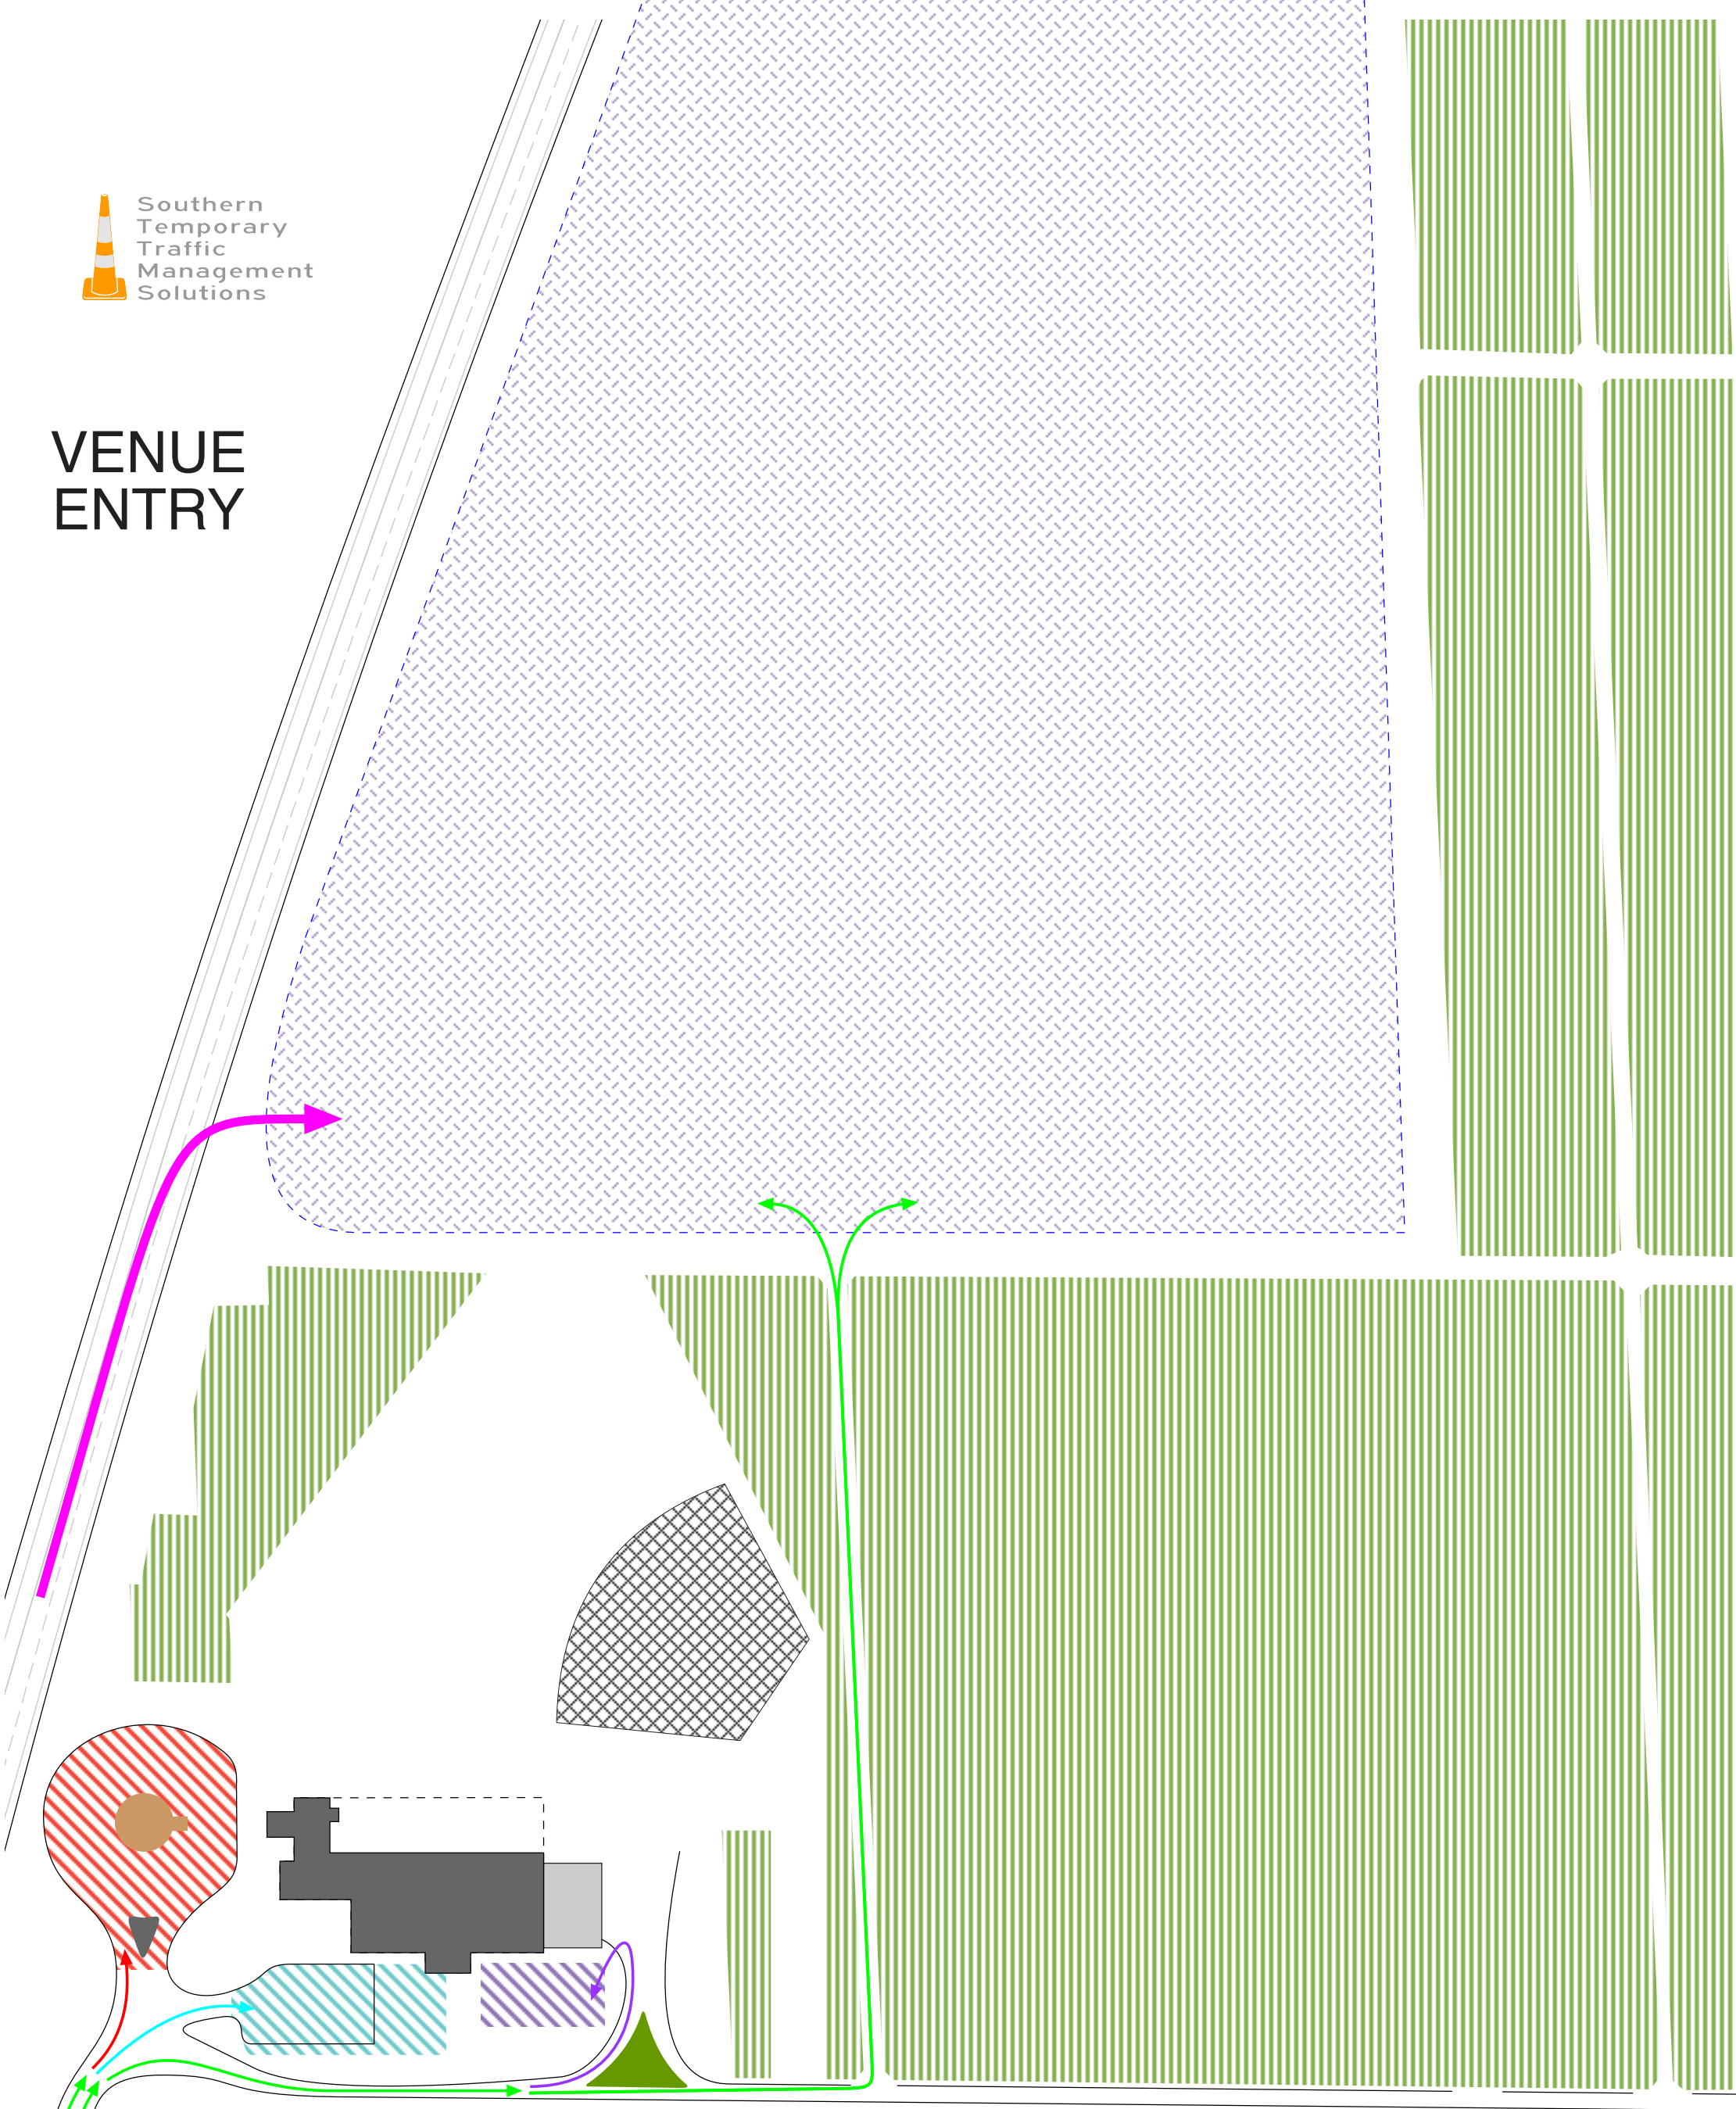 Southern
Temporary
Traffic
Management
Solutions
VENUE
ENTRY